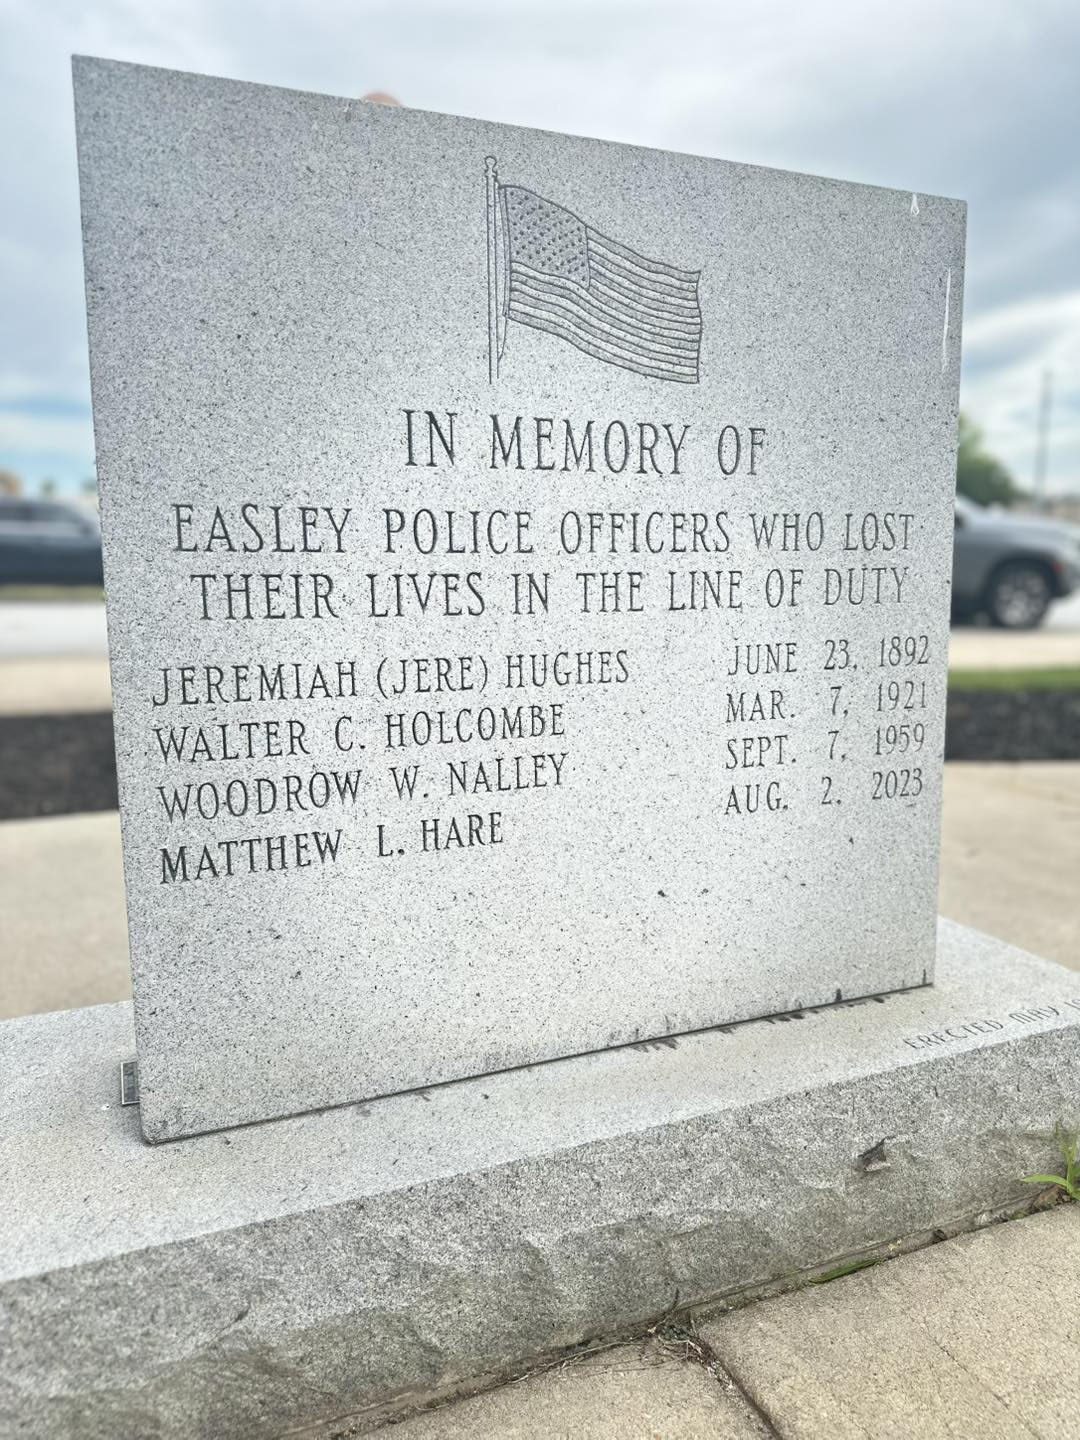 IN MEMORY OF
EASLEY POLICE OFFICERS WHO LOST
THEIR LIVES IN THE LINE OF DUTY
JEREMIAH (JERE) HUGHES JUNE 23, 1892
WALTER C. HOLCOMBE MAR. 7, 1921
WOODROW W. NALLEY SEPT. 7, 1959
MATTHEW L. HARE AUG. 2, 2023
ERECTED MAY